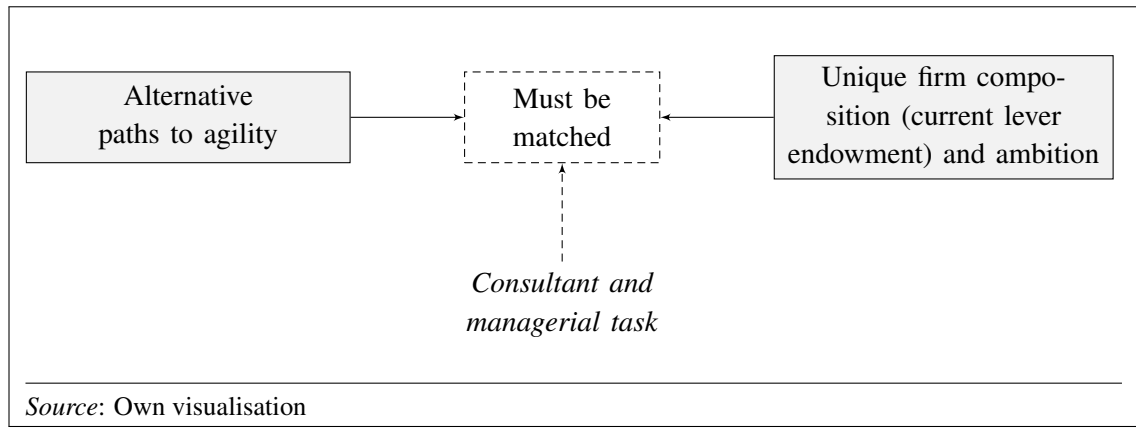 Alternative
paths to agility
Must be
matched
Unique firm compo-
sition (current lever
endowment) and ambition
Consultant and
managerial task
Source: Own visualisation